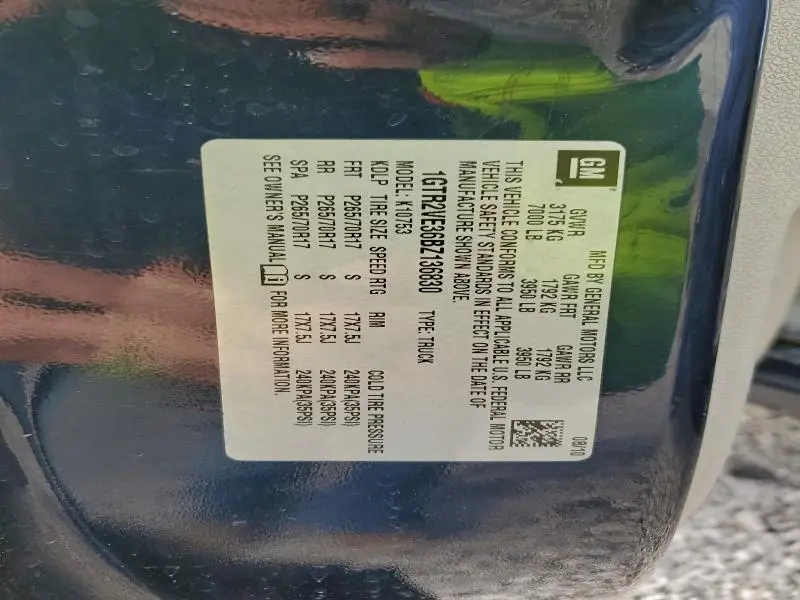 GM
MFD BY GENERAL MOTORS LLC 08/10
GVWR GAWR FRT GAWR RR
3175 KG 1792 KG 1792 KG
7000 LB 3950 LB 3950 LB
THIS VEHICLE CONFORMS TO ALL APPLICABLE U.S. FEDERAL MOTOR
VEHICLE SAFETY STANDARDS IN EFFECT ON THE DATE OF
MANUFACTURE SHOWN ABOVE.
1GTR2VE36BZ136830 TYPE: TRUCK
MODEL: K10753
KDLP TIRE SIZE SPEED RTG RIM COLD TIRE PRESSURE
FRT P265/70R17 S 17X7.5J 240KPA(35PSI)
RR P265/70R17 S 17X7.5J 240KPA(35PSI)
SPA P265/70R17 S 17X7.5J 240KPA(35PSI)
SEE OWNER'S MANUAL FOR MORE INFORMATION.